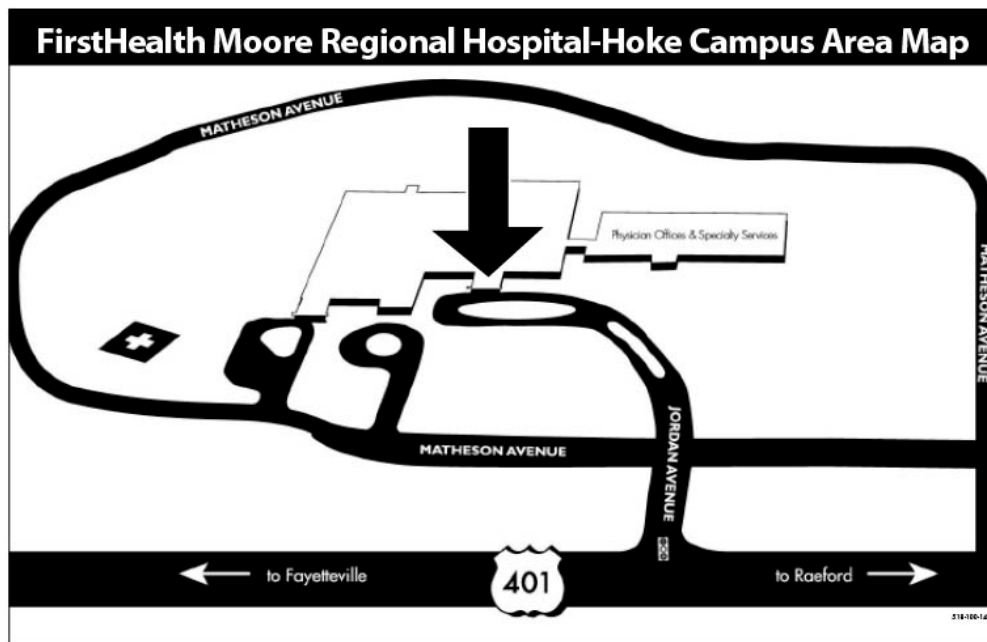 FirstHealth Moore Regional Hospital-Hoke Campus Area Map
MATHESON AVENUE
Physician Offices & Specialty Services
MATHESON AVENUE
JORDAN AVENUE
MATHESON AVENUE
to Fayetteville
401
to Raeford